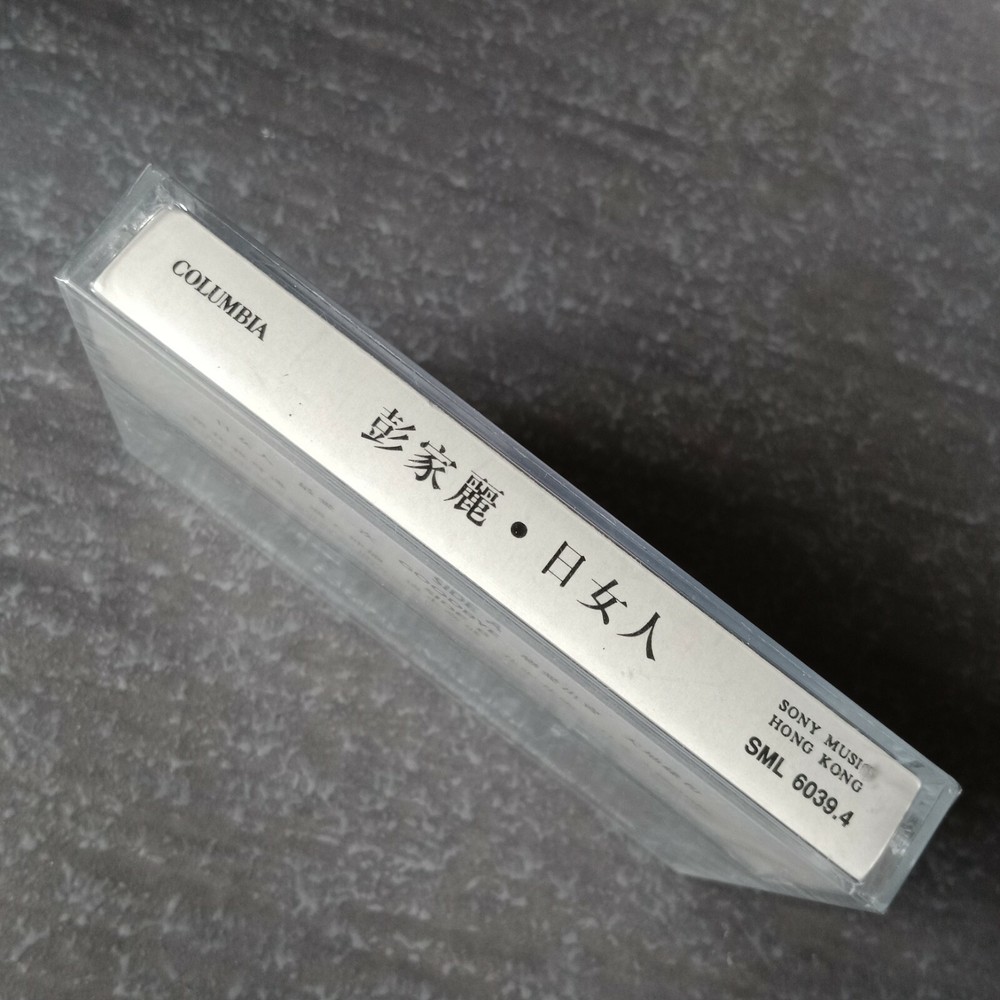 COLUMBIA
彭家麗•日女人
SONY MUSIC
HONG KONG
SML 6039.4